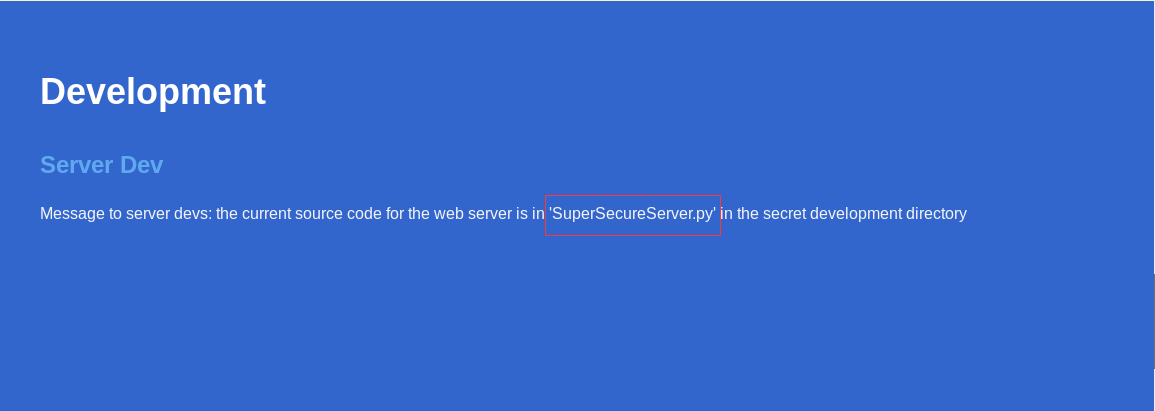 Development
Server Dev
Message to server devs: the current source code for the web server is in 'SuperSecureServer.py' in the secret development directory